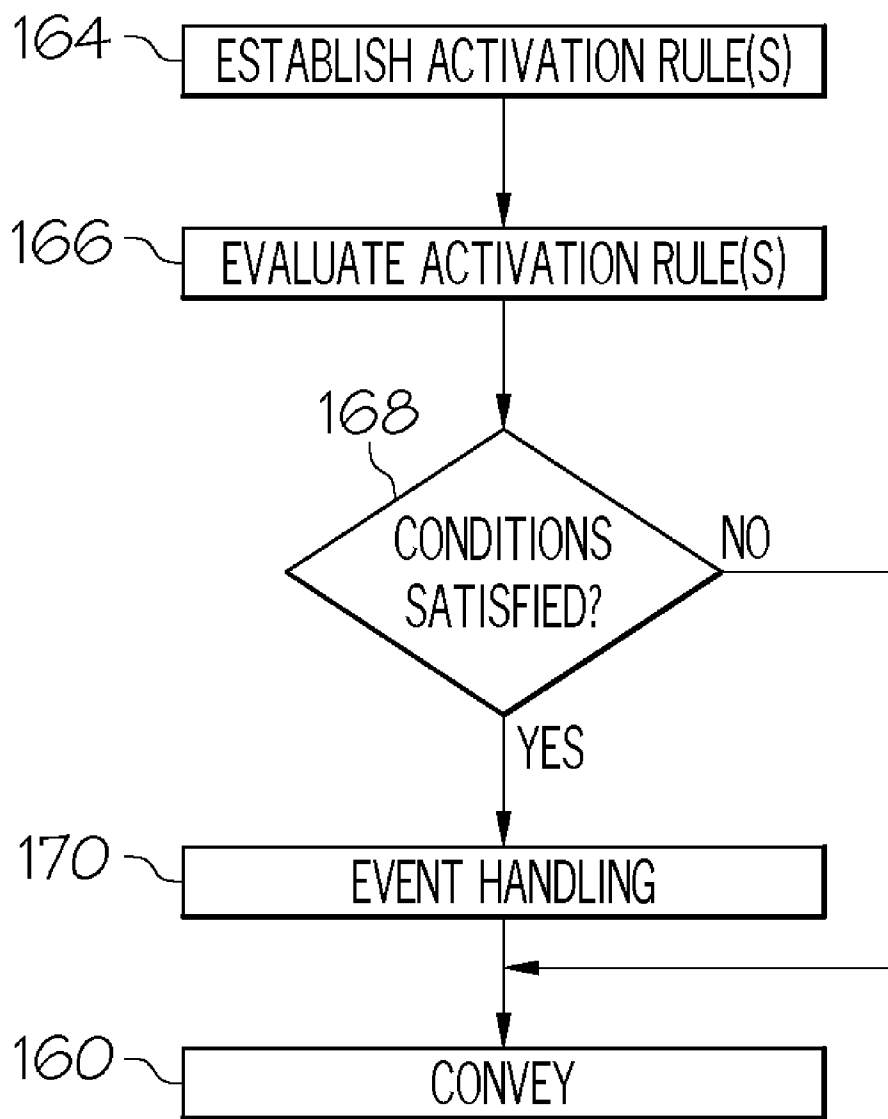 164
ESTABLISH ACTIVATION RULE(S)
166
EVALUATE ACTIVATION RULE(S)
168
CONDITIONS
SATISFIED?
NO
YES
170
EVENT HANDLING
160
CONVEY